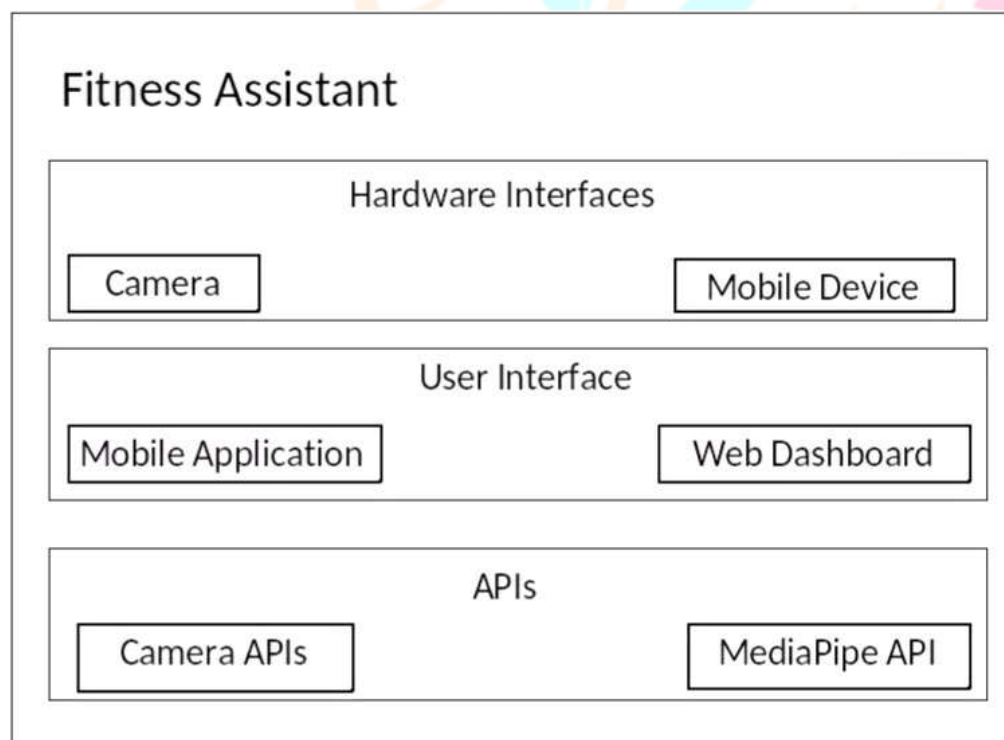 Fitness Assistant
Hardware Interfaces
Camera
Mobile Device
User Interface
Mobile Application
Web Dashboard
APIs
Camera APIs
MediaPipe API